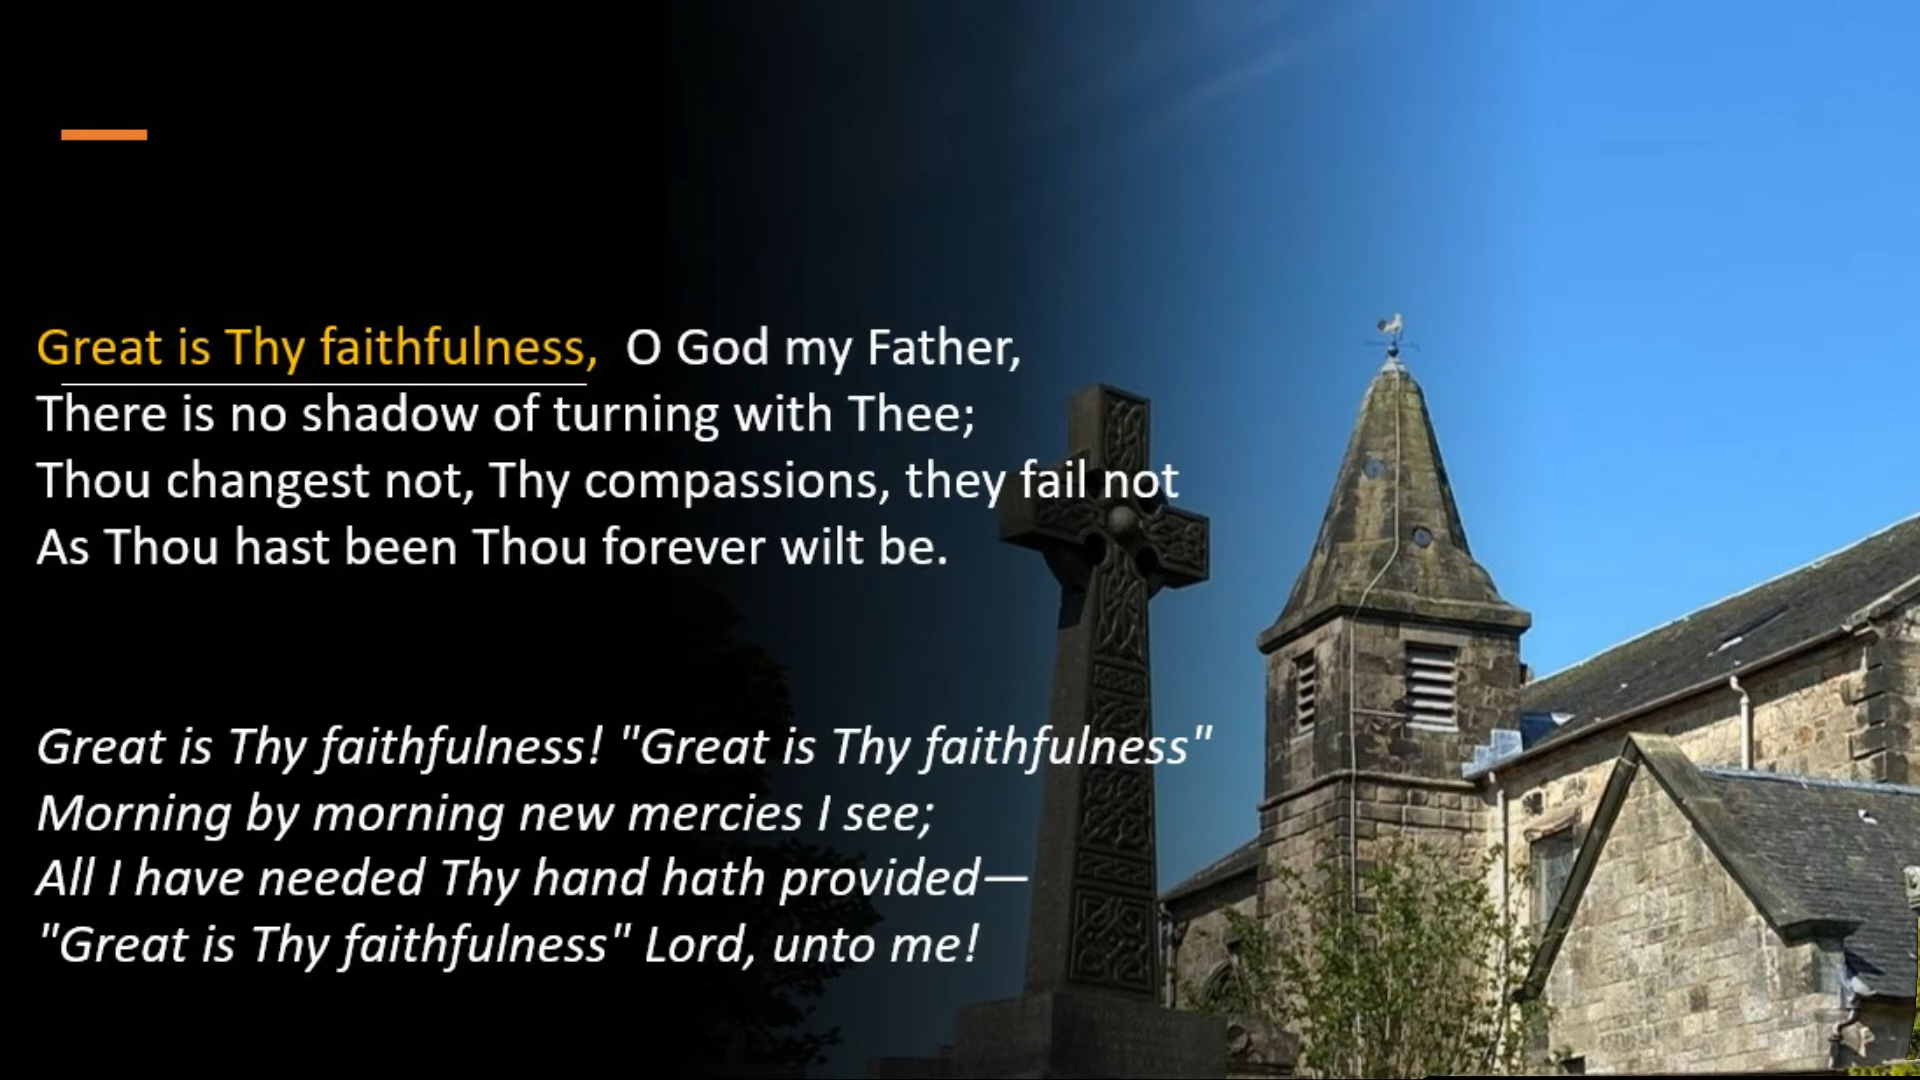 Great is Thy faithfulness,  O God my Father,
There is no shadow of turning with Thee;
Thou changest not, Thy compassions, they fail not
As Thou hast been Thou forever wilt be.
Great is Thy faithfulness! "Great is Thy faithfulness"
Morning by morning new mercies I see;
All I have needed Thy hand hath provided—
"Great is Thy faithfulness" Lord, unto me!